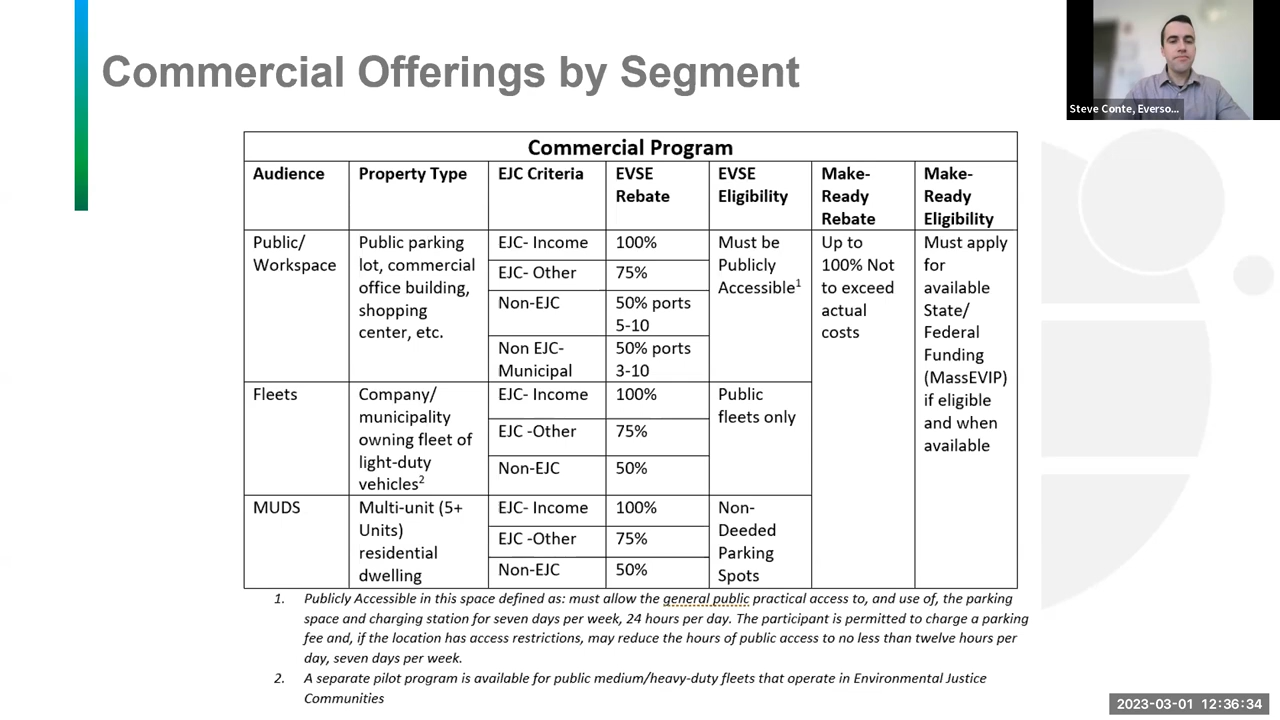 Commercial Offerings by Segment
Steve Conte, Everso...
Commercial Program
Audience
Property Type
EJC Criteria
EVSE
Rebate
EVSE
Eligibility
Make-
Ready
Rebate
Make-
Ready
Eligibility
Public/
Workspace
Public parking
lot, commercial
office building,
shopping
center, etc.
EJC- Income
100%
EJC- Other
75%
Non-EJC
50% ports
5-10
Non EJC-
Municipal
50% ports
3-10
Must be
Publicly
Accessible1
Up to
100% Not
to exceed
actual
costs
Must apply
for
available
State/
Federal
Funding
(MassEVIP)
if eligible
and when
available
Fleets
Company/
municipality
owning fleet of
light-duty
vehicles2
EJC- Income
100%
EJC -Other
75%
Non-EJC
50%
Public
fleets only
MUDS
Multi-unit (5+
Units)
residential
dwelling
EJC- Income
100%
EJC -Other
75%
Non-EJC
50%
Non-
Deeded
Parking
Spots
1. Publicly Accessible in this space defined as: must allow the general public practical access to, and use of, the parking
space and charging station for seven days per week, 24 hours per day. The participant is permitted to charge a parking
fee and, if the location has access restrictions, may reduce the hours of public access to no less than twelve hours per
day, seven days per week.
2. A separate pilot program is available for public medium/heavy-duty fleets that operate in Environmental Justice
Communities
2023-03-01 12:36:34